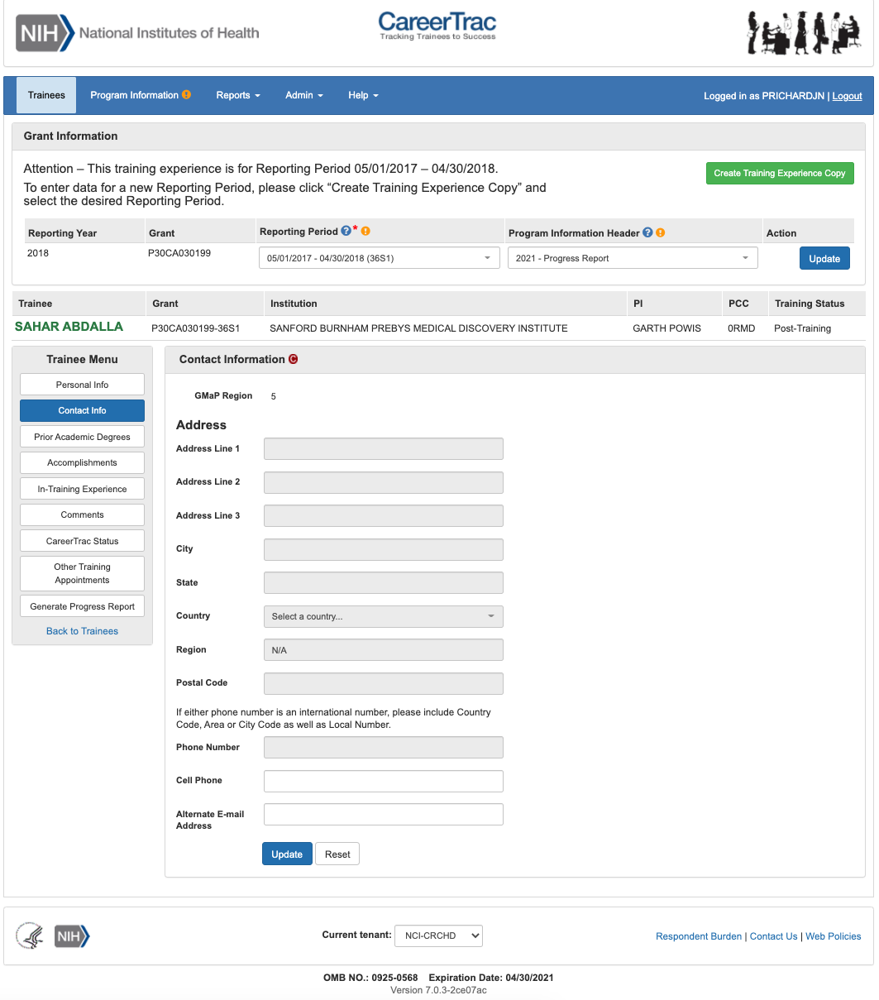 NIH National Institutes of Health
CareerTrac
Tracking Trainees to Success
Trainees Program Information ! Reports Admin Help Logged in as PRICHARDJN | Logout
Grant Information
Attention – This training experience is for Reporting Period 05/01/2017 – 04/30/2018.
Create Training Experience Copy
To enter data for a new Reporting Period, please click “Create Training Experience Copy” and
select the desired Reporting Period.
Reporting Year Grant Reporting Period ? * ! Program Information Header ? ! Action
2018 P30CA030199 05/01/2017 - 04/30/2018 (36S1) 2021 - Progress Report Update
Trainee Grant Institution PI PCC Training Status
SAHAR ABDALLA P30CA030199-36S1 SANFORD BURNHAM PREBYS MEDICAL DISCOVERY INSTITUTE GARTH POWIS 0RMD Post-Training
Trainee Menu
Personal Info
Contact Info
Prior Academic Degrees
Accomplishments
In-Training Experience
Comments
CareerTrac Status
Other Training
Appointments
Generate Progress Report
Back to Trainees
Contact Information C
GMaP Region 5
Address
Address Line 1
Address Line 2
Address Line 3
City
State
Country Select a country...
Region N/A
Postal Code
If either phone number is an international number, please include Country
Code, Area or City Code as well as Local Number.
Phone Number
Cell Phone
Alternate E-mail
Address
Update Reset
NIH
Current tenant: NCI-CRCHD
Respondent Burden | Contact Us | Web Policies
OMB NO.: 0925-0568 Expiration Date: 04/30/2021
Version 7.0.3-2ce07ac